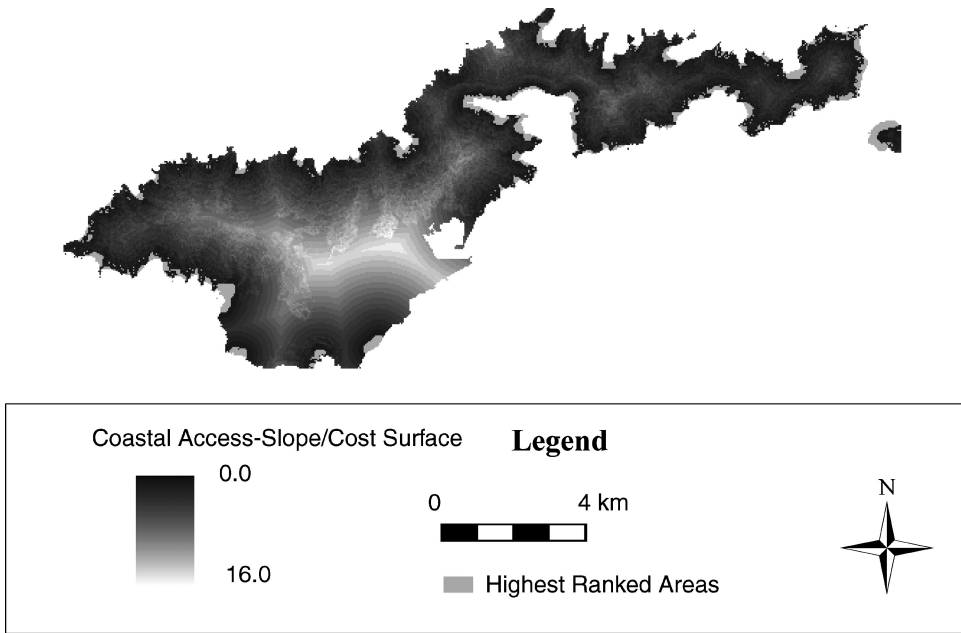 Coastal Access-Slope/Cost Surface
Legend
0.0
16.0
0 4 km
Highest Ranked Areas
N